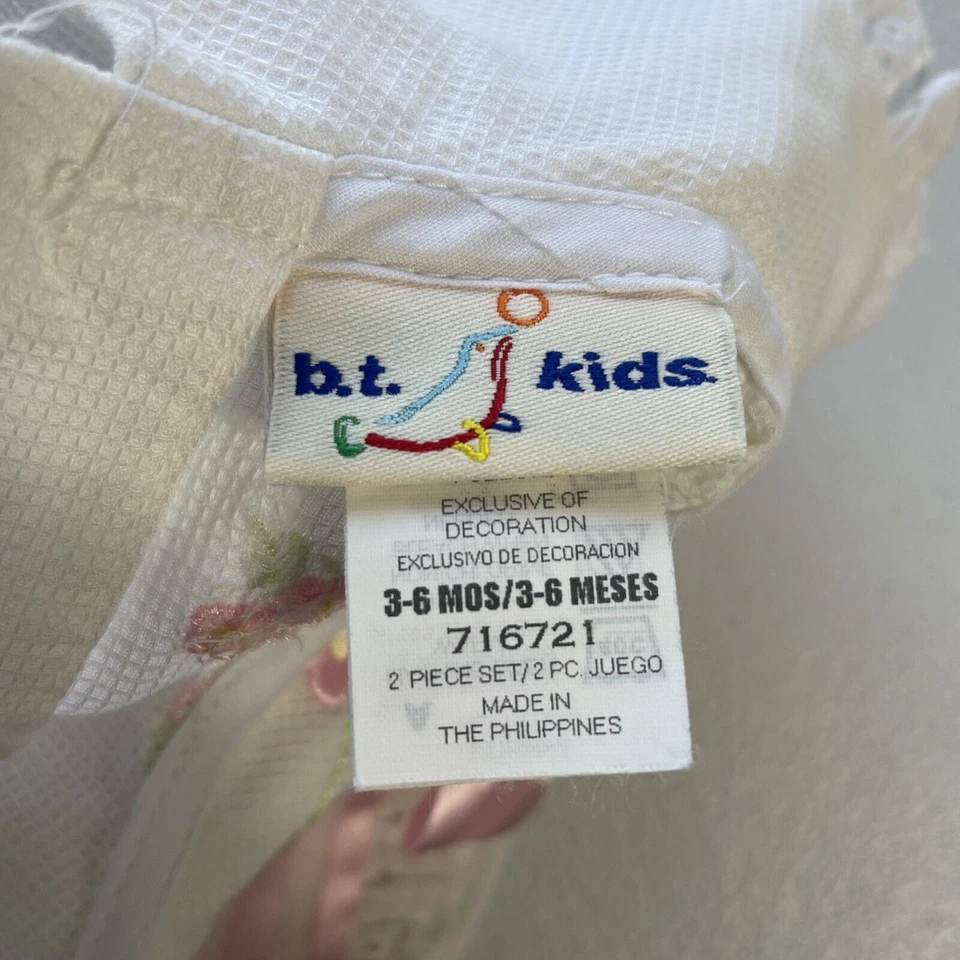 b.t. kids.
EXCLUSIVE OF
DECORATION
EXCLUSIVO DE DECORACION
3-6 MOS/3-6 MESES
716721
2 PIECE SET/2 PC. JUEGO
MADE IN
THE PHILIPPINES